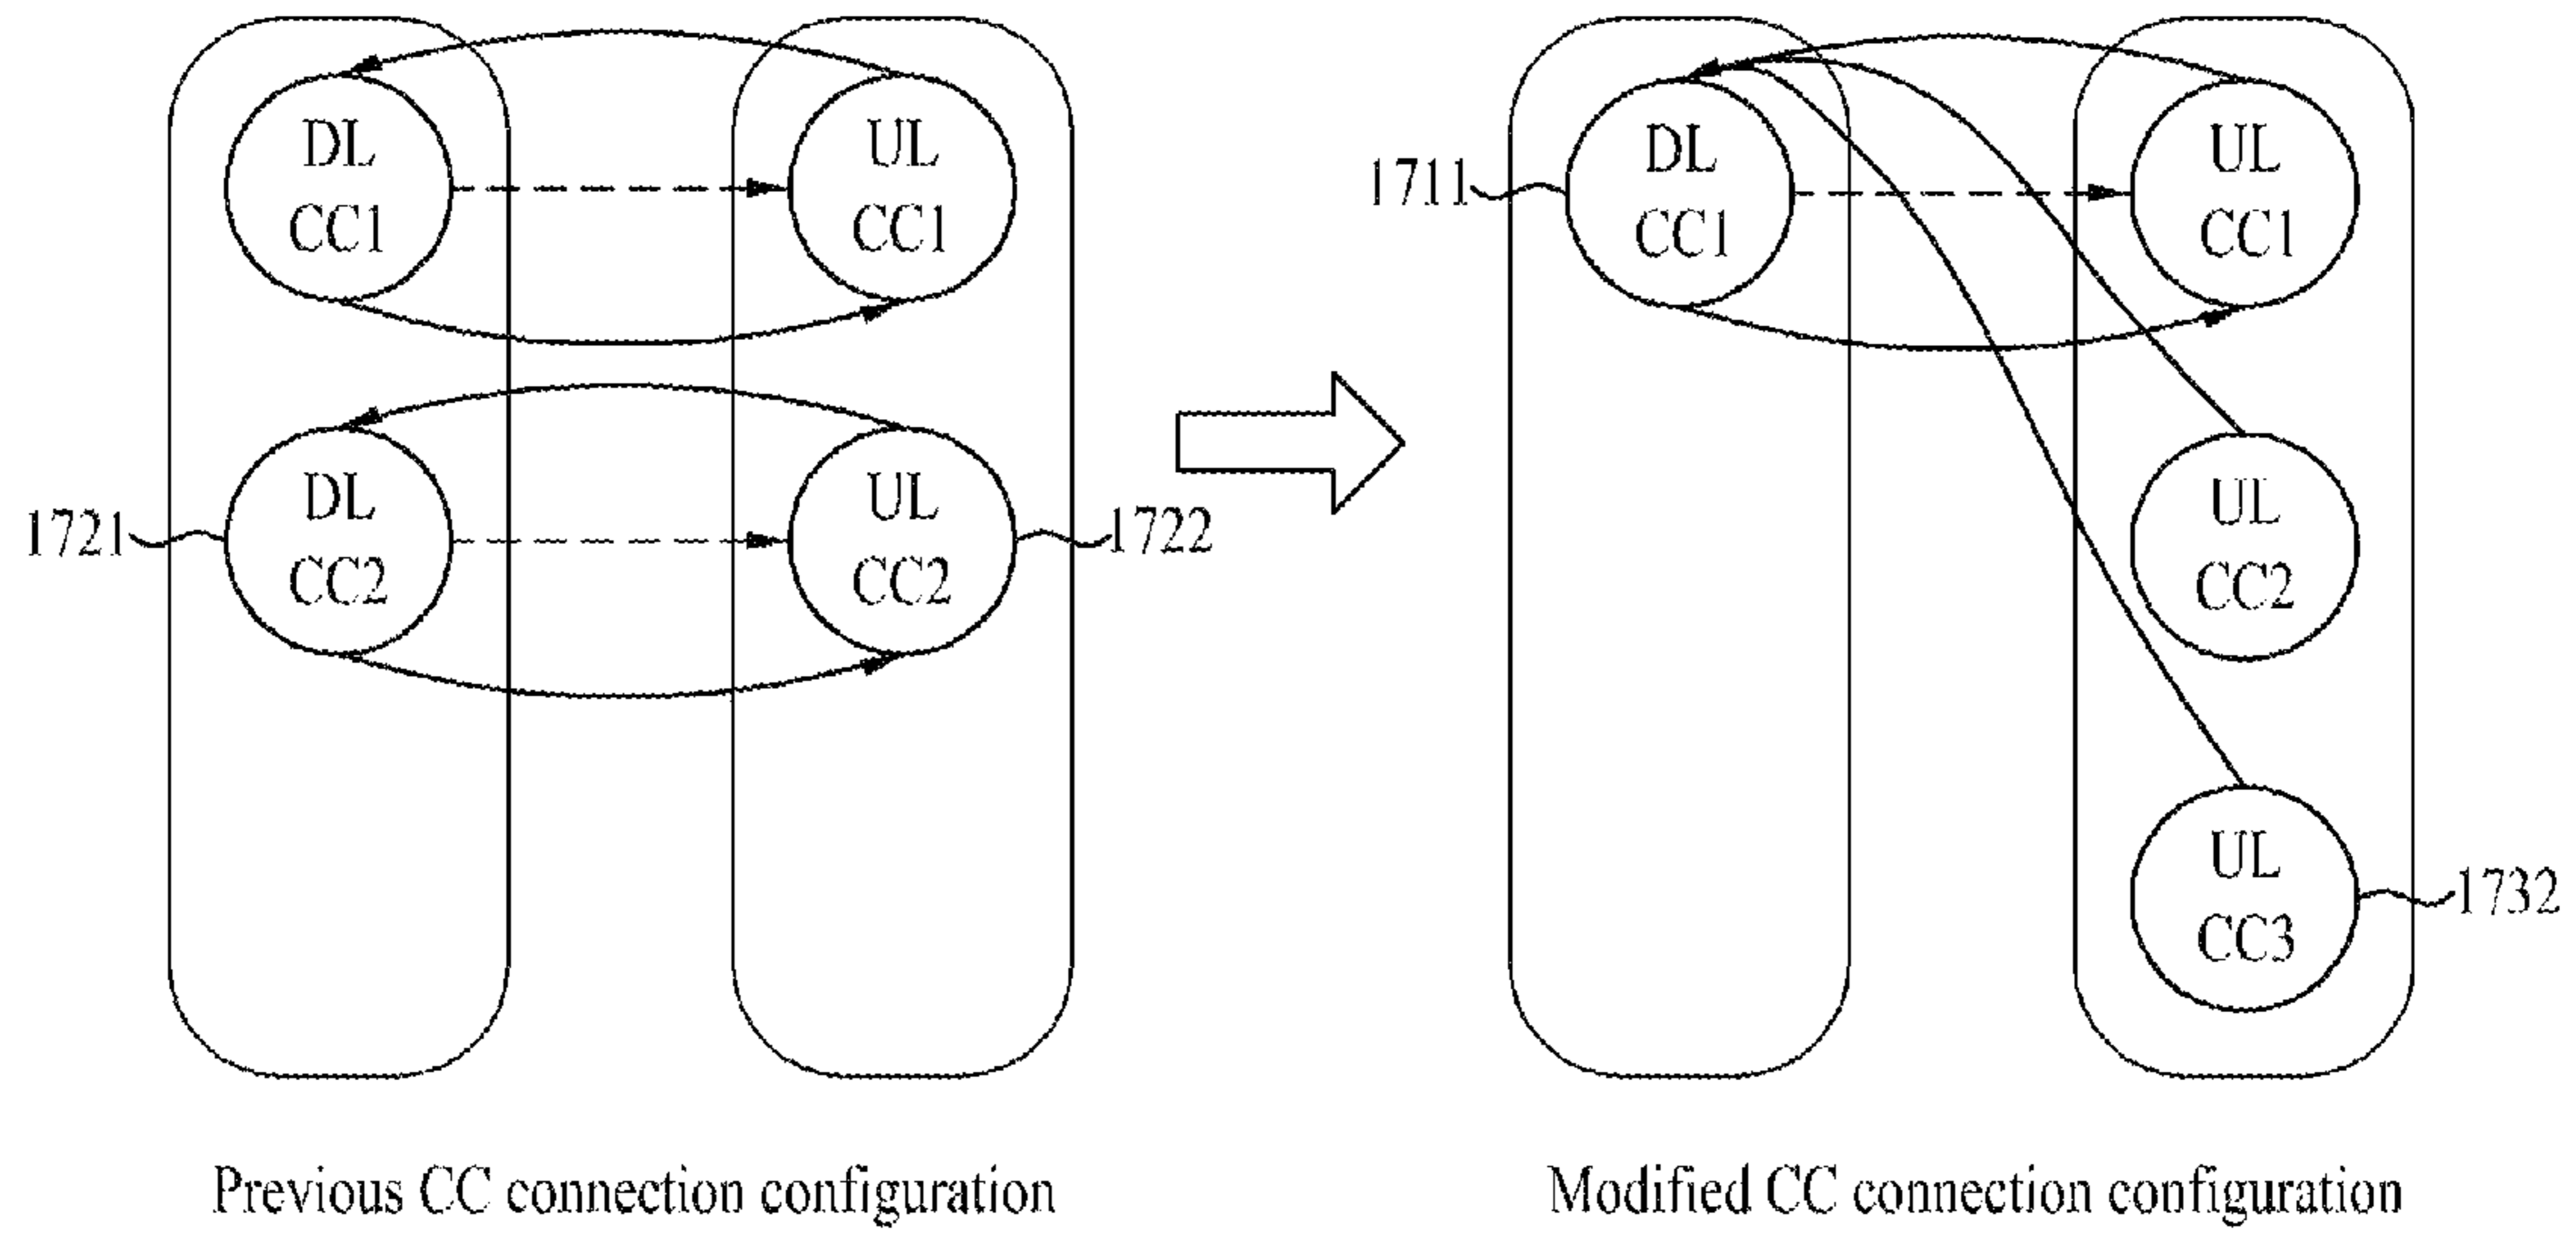 DL
CC1
UL
CC1
1721
DL
CC2
UL
CC2
1722
Previous CC connection configuration
1711
DL
CC1
UL
CC1
UL
CC2
UL
CC3
1732
Modified CC connection configuration